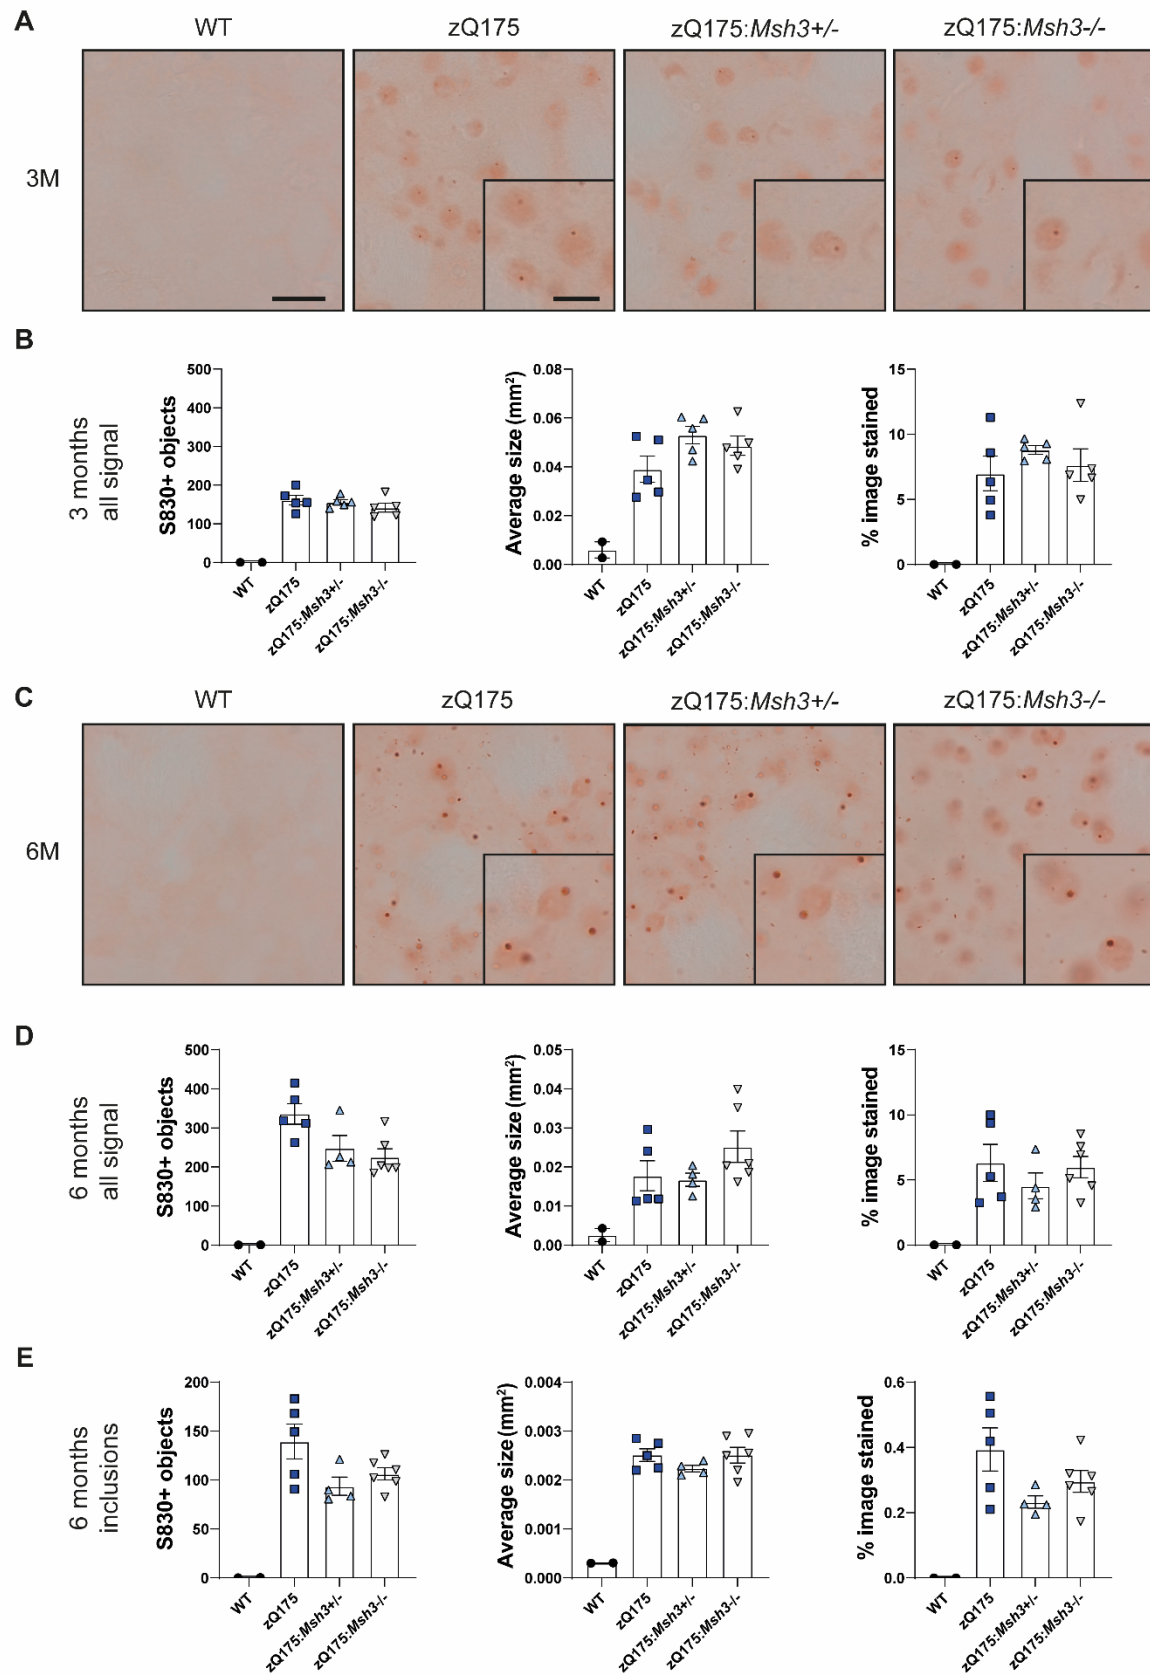 A
WT
zQ175
zQ175:Msh3+/-
zQ175:Msh3-/-
3M
B
3 months
all signal
S830+ objects
500
400
300
200
100
0
WT
zQ175
zQ175:Msh3+/-
zQ175:Msh3-/-
Average size (mm²)
0.08
0.06
0.04
0.02
0.00
WT
zQ175
zQ175:Msh3+/-
zQ175:Msh3-/-
% image stained
15
10
5
0
WT
zQ175
zQ175:Msh3+/-
zQ175:Msh3-/-
C
WT
zQ175
zQ175:Msh3+/-
zQ175:Msh3-/-
6M
D
6 months
all signal
S830+ objects
500
400
300
200
100
0
WT
zQ175
zQ175:Msh3+/-
zQ175:Msh3-/-
Average size (mm²)
0.05
0.04
0.03
0.02
0.01
0.00
WT
zQ175
zQ175:Msh3+/-
zQ175:Msh3-/-
% image stained
15
10
5
0
WT
zQ175
zQ175:Msh3+/-
zQ175:Msh3-/-
E
6 months
inclusions
S830+ objects
200
150
100
50
0
WT
zQ175
zQ175:Msh3+/-
zQ175:Msh3-/-
Average size (mm²)
0.004
0.003
0.002
0.001
0.000
WT
zQ175
zQ175:Msh3+/-
zQ175:Msh3-/-
% image stained
0.6
0.4
0.2
0.0
WT
zQ175
zQ175:Msh3+/-
zQ175:Msh3-/-